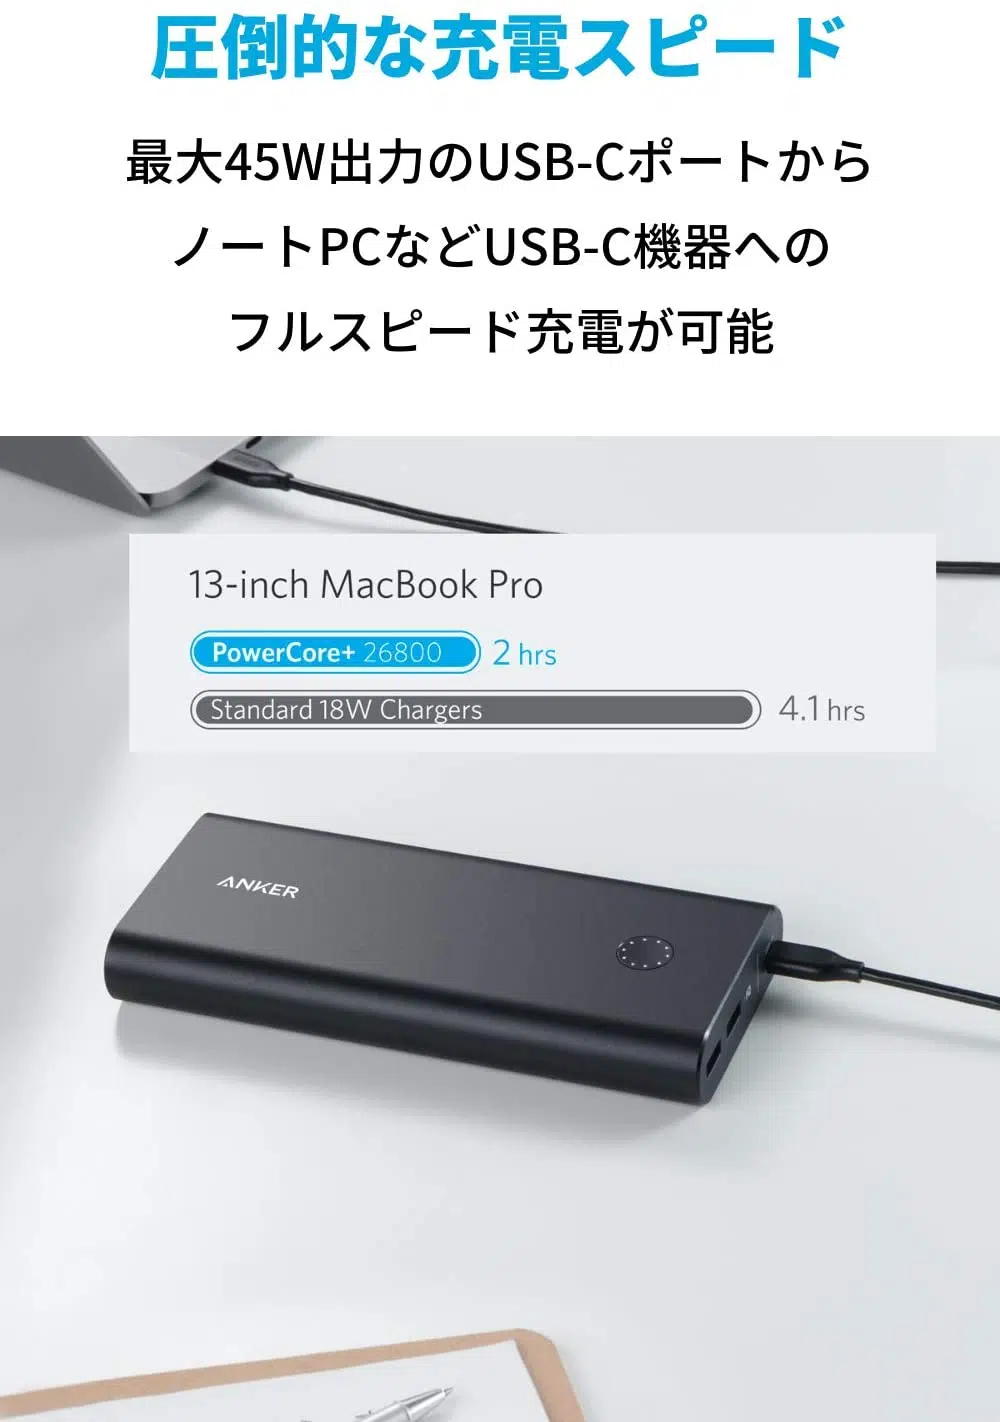 圧倒的な充電スピード
最大45W出力のUSB-Cポートから
ノートPCなどUSB-C機器への
フルスピード充電が可能
13-inch MacBook Pro
PowerCore+ 26800 2 hrs
Standard 18W Chargers 4.1 hrs
ANKER